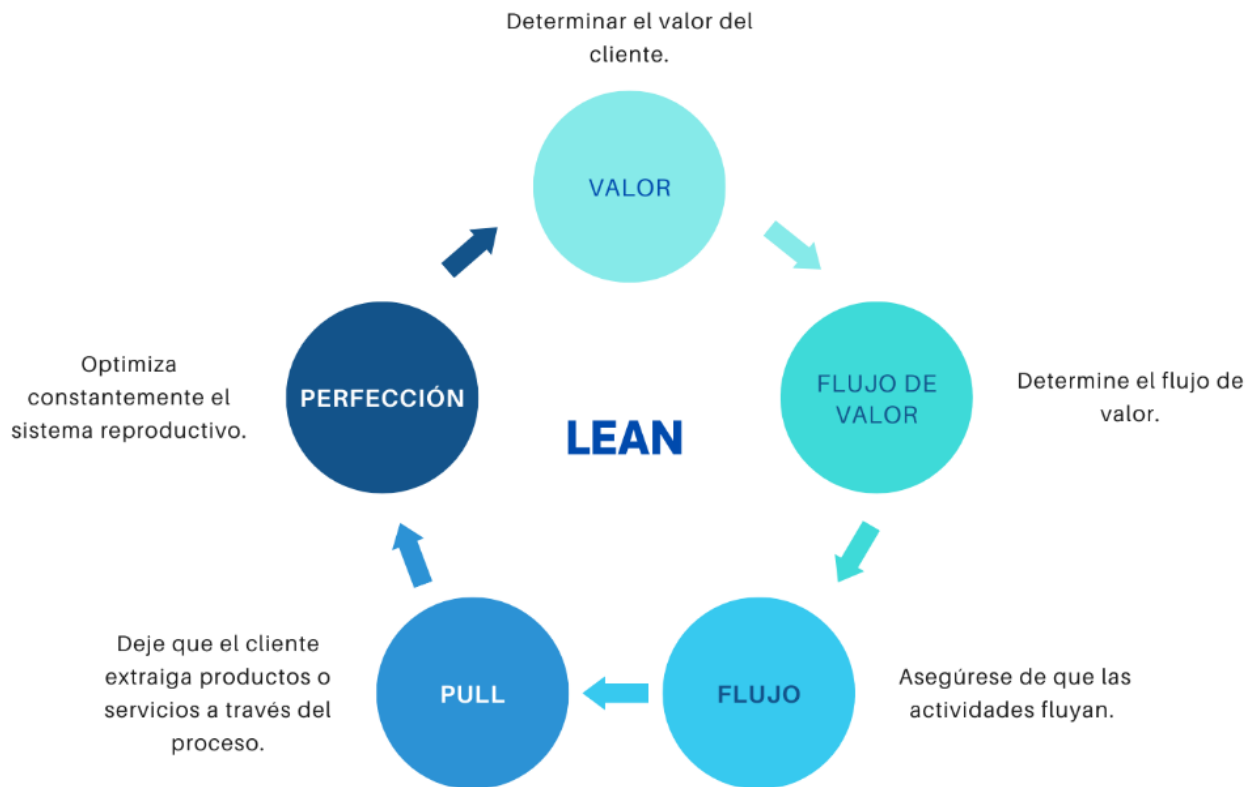 Determinar el valor del
cliente.
VALOR
FLUJO DE
VALOR
Determine el flujo de
valor.
FLUJO
Asegúrese de que las
actividades fluyan.
PULL
Deje que el cliente
extraiga productos o
servicios a través del
proceso.
PERFECCIÓN
Optimiza
constantemente el
sistema reproductivo.
LEAN